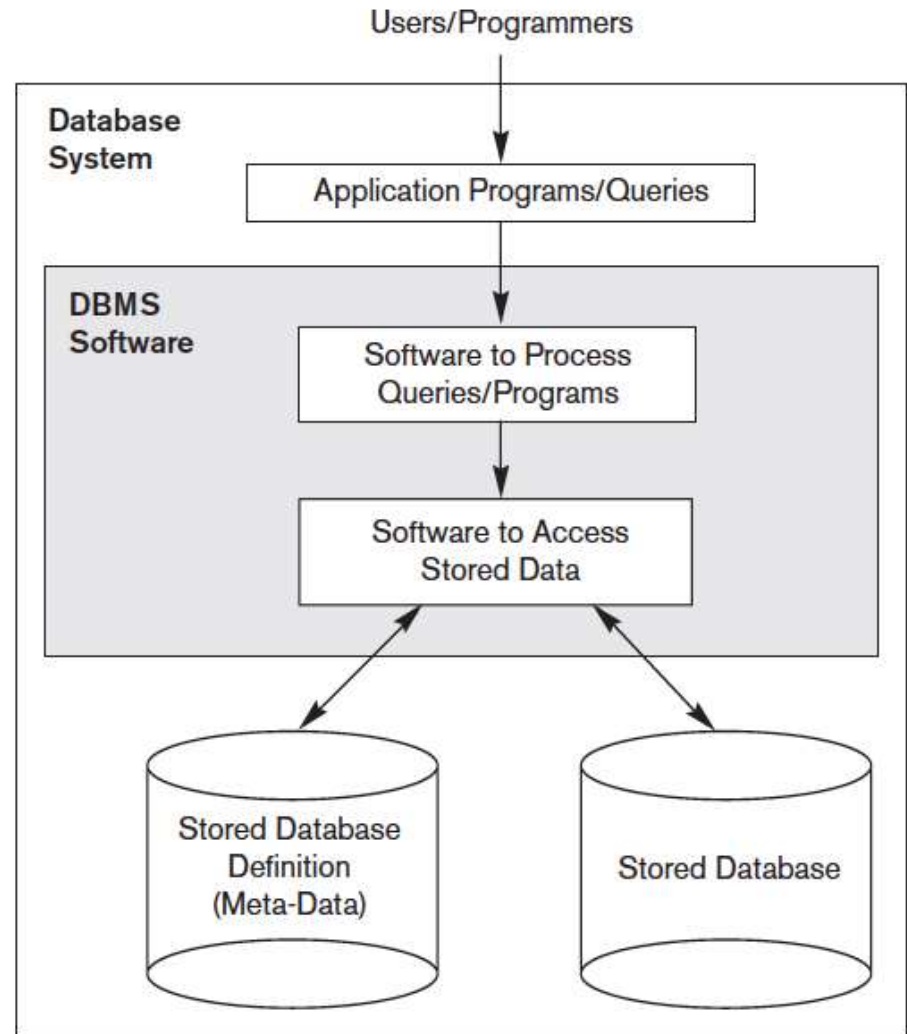 Users/Programmers
Database
System
Application Programs/Queries
DBMS
Software
Software to Process
Queries/Programs
Software to Access
Stored Data
Stored Database
Definition
(Meta-Data)
Stored Database